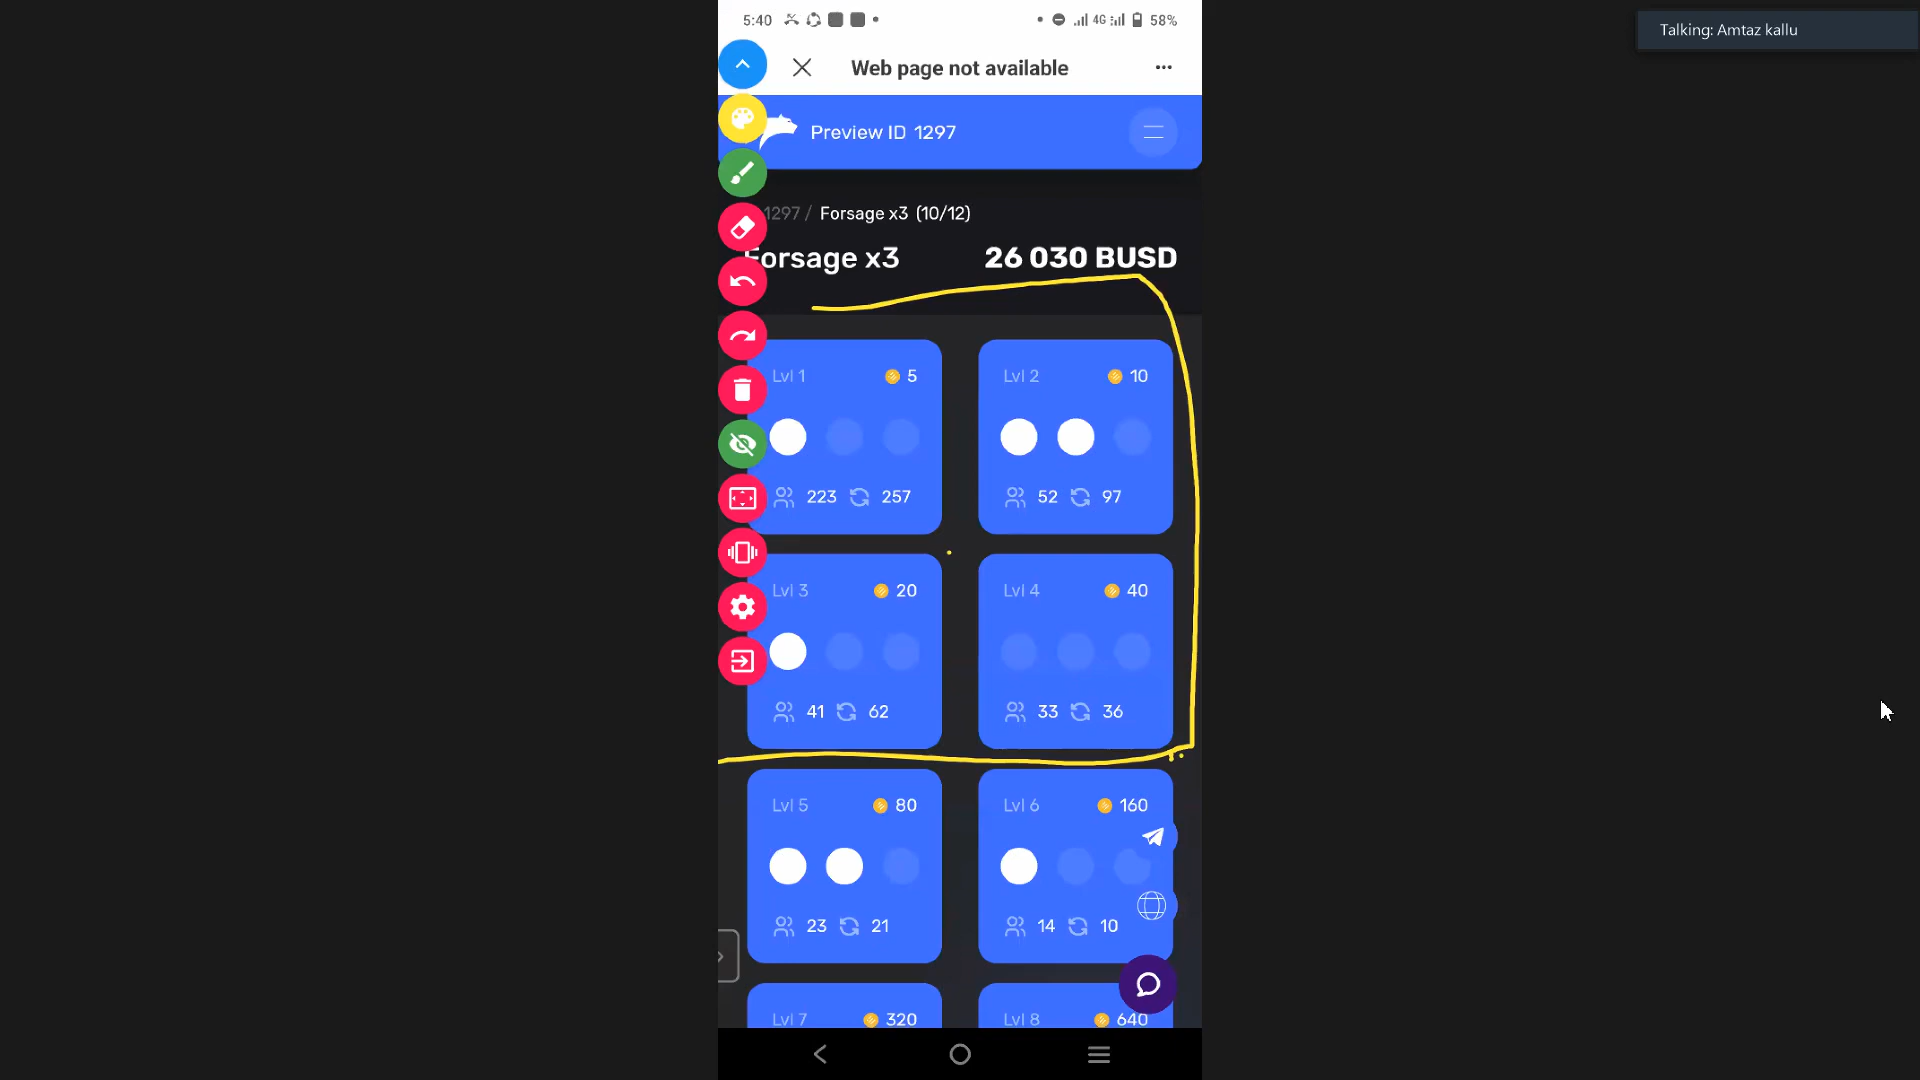 Talking: Amtaz kallu
5:40
4G
58%
Web page not available
Preview ID 1297
1297 / Forsage x3 (10/12)
Forsage x3
26 030 BUSD
Lvl 1
5
Lvl 2
10
223
257
52
97
Lvl 3
20
Lvl 4
40
41
62
33
36
Lvl 5
80
Lvl 6
160
23
21
14
10
Lvl 7
320
Lvl 8
640